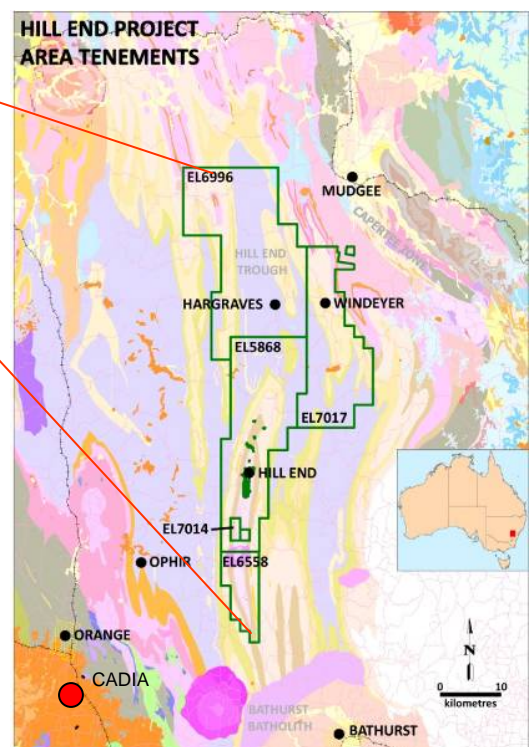 HILL END PROJECT
AREA TENEMENTS
EL6996
MUDGEE
CAPERTEE ZONE
HILL END
TROUGH
HARGRAVES
WINDEYER
EL5868
EL7017
HILL END
EL7014
EL6558
OPHIR
ORANGE
CADIA
N
0 10
kilometres
BATHURST
BATHOLITH
BATHURST